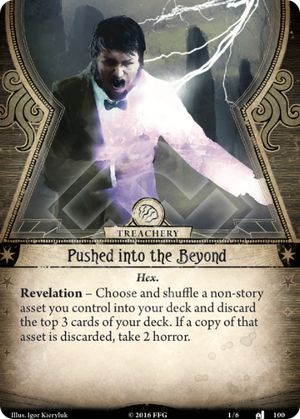 TREACHERY
Pushed into the Beyond
Hex.
Revelation – Choose and shuffle a non-story
asset you control into your deck and discard
the top 3 cards of your deck. If a copy of
that asset is discarded, take 2 horror.
Illus. Igor Kieryluk
© 2016 FFG
1/6
100